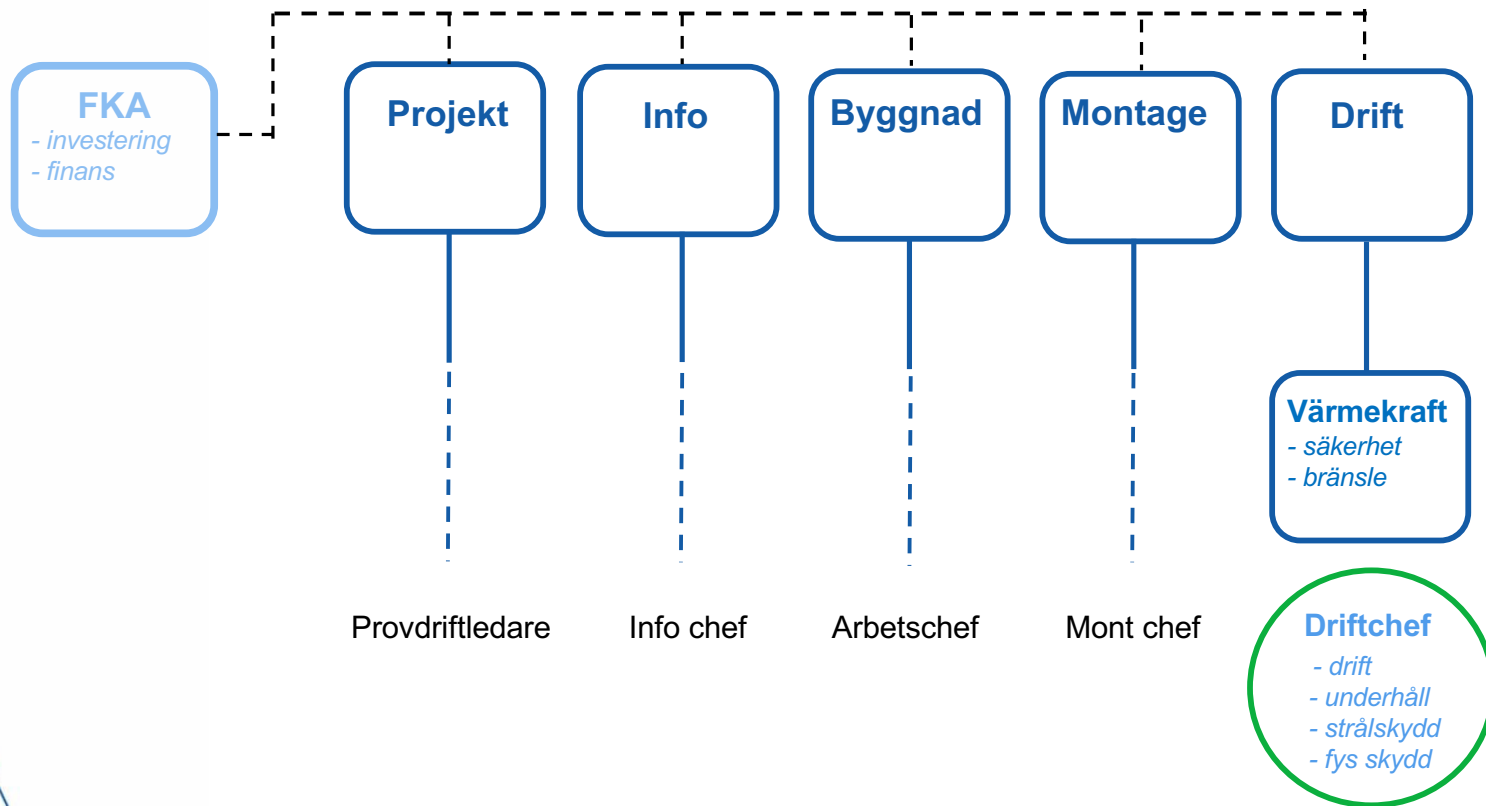 FKA
- investering
- finans
Projekt
Info
Byggnad
Montage
Drift
Värmekraft
- säkerhet
- bränsle
Provdriftledare
Info chef
Arbetschef
Mont chef
Driftchef
- drift
- underhåll
- strålskydd
- fys skydd